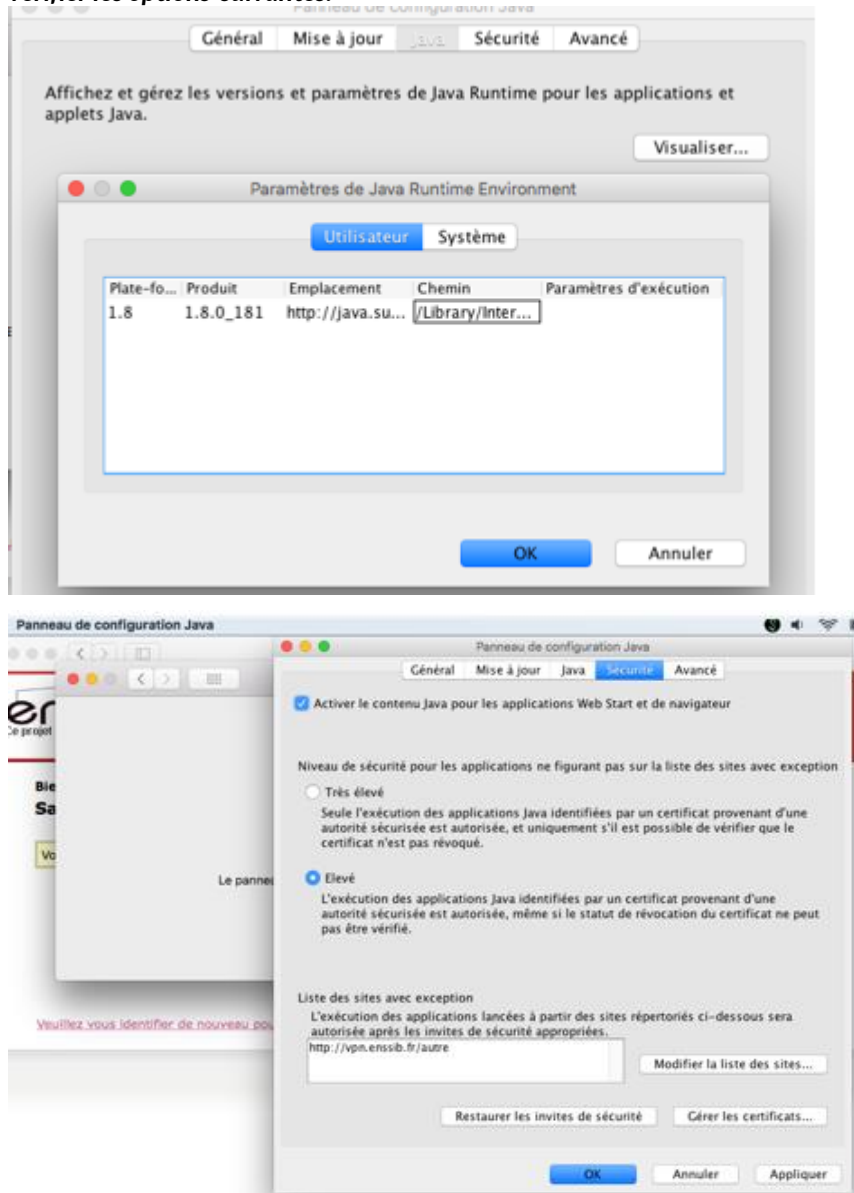 vérifier les options suivantes:
Panneau de configuration Java
Général Mise à jour Java Sécurité Avancé
Affichez et gérez les versions et paramètres de Java Runtime pour les applications et
applets Java.
Visualiser...
Paramètres de Java Runtime Environment
Utilisateur Système
Plate-fo... Produit Emplacement Chemin Paramètres d'exécution
1.8 1.8.0_181 http://java.su... /Library/Inter...
OK Annuler
Panneau de configuration Java
Panneau de configuration Java
Général Mise à jour Java Sécurité Avancé
Activer le contenu Java pour les applications Web Start et de navigateur
Ce projet
Niveau de sécurité pour les applications ne figurant pas sur la liste des sites avec exception
Bie
Très élevé
Sa
Seule l'exécution des applications Java identifiées par un certificat provenant d'une
autorité sécurisée est autorisée, et uniquement s'il est possible de vérifier que le
certificat n'est pas révoqué.
Vo
Le panne
Elevé
L'exécution des applications Java identifiées par un certificat provenant d'une
autorité sécurisée est autorisée, même si le statut de révocation du certificat ne peut
pas être vérifié.
Liste des sites avec exception
L'exécution des applications lancées à partir des sites répertoriés ci-dessous sera
autorisée après les invites de sécurité appropriées.
Veuillez vous identifier de nouveau pou
http://vpn.enssib.fr/autre
Modifier la liste des sites...
Restaurer les invites de sécurité Gérer les certificats...
OK Annuler Appliquer